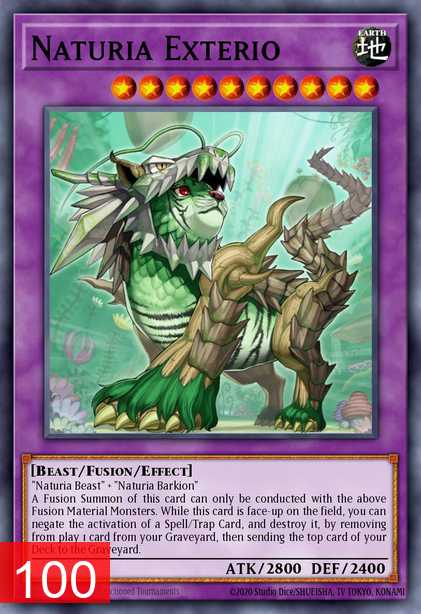 NATURIA EXTERIO
EARTH
地
[BEAST/FUSION/EFFECT]
"Naturia Beast" + "Naturia Barkion"
A Fusion Summon of this card can only be conducted with the above
Fusion Material Monsters. While this card is face-up on the field, you can
negate the activation of a Spell/Trap Card, and destroy it, by removing
from play 1 card from your Graveyard, then sending the top card of your
Deck to the Graveyard.
ATK/2800 DEF/2400
100
Tournaments
©2020 Studio Dice/SHUEISHA, TV TOKYO, KONAMI